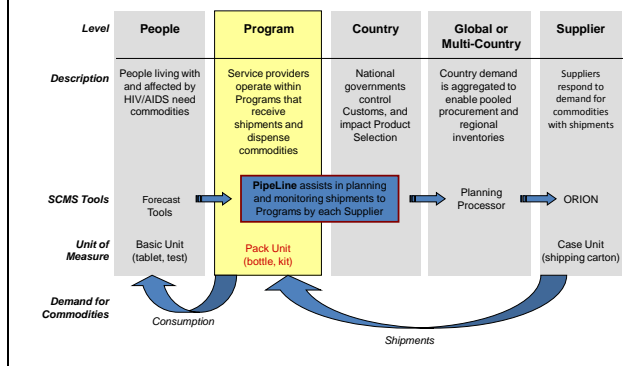 Level
People
Program
Country
Global or
Multi-Country
Supplier
Description
People living with
and affected by
HIV/AIDS need
commodities
Service providers
operate within
Programs that
receive
shipments and
dispense
commodities
National
governments
control
Customs, and
impact Product
Selection
Country demand
is aggregated to
enable pooled
procurement and
regional
inventories
Suppliers
respond to
demand for
commodities
with shipments
SCMS Tools
Forecast
Tools
PipeLine assists in planning
and monitoring shipments to
Programs by each Supplier
Planning
Processor
ORION
Unit of
Measure
Basic Unit
(tablet, test)
Pack Unit
(bottle, kit)
Case Unit
(shipping carton)
Demand for
Commodities
Consumption
Shipments